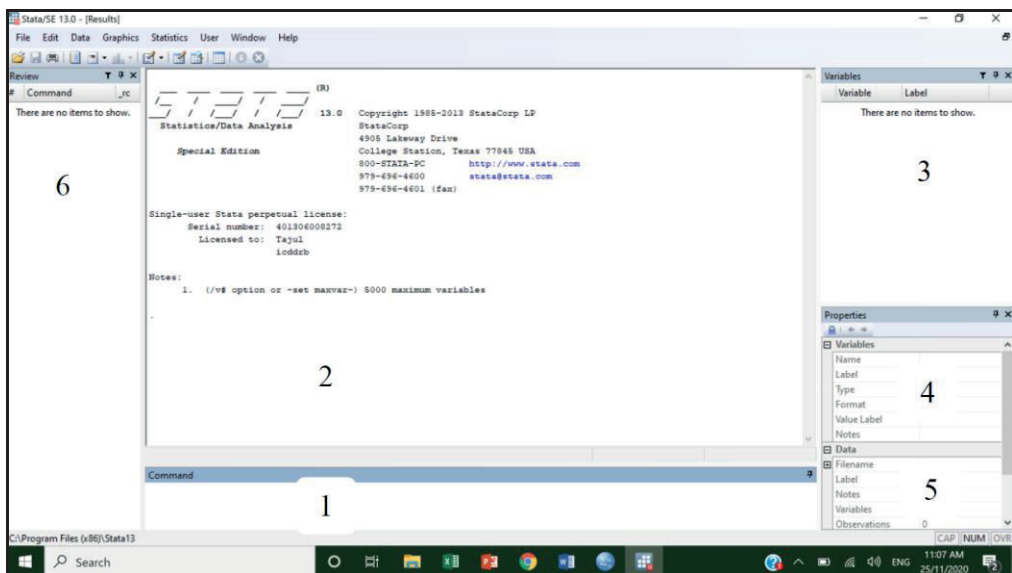 Stata/SE 13.0 - [Results]
File Edit Data Graphics Statistics User Window Help
Review
# Command _rc
There are no items to show.
6
(R)
STATA 13.0 Copyright 1985-2013 StataCorp LP
Statistics/Data Analysis StataCorp
4905 Lakeway Drive
Special Edition College Station, Texas 77845 USA
800-STATA-PC http://www.stata.com
979-696-4600 stata@stata.com
979-696-4601 (fax)
Single-user Stata perpetual license:
Serial number: 401306008272
Licensed to: Tajul
icddrb
Notes:
1. (/v# option or -set maxvar-) 5000 maximum variables
.
2
Command
1
Variables
Variable Label
There are no items to show.
3
Properties
Variables
Name
Label
Type
Format
Value Label
Notes
4
Data
Filename
Label
Notes
Variables
Observations 0
5
C:\Program Files (x86)\Stata13
CAP NUM OVR
Search
ENG 11:07 AM
25/11/2020
2